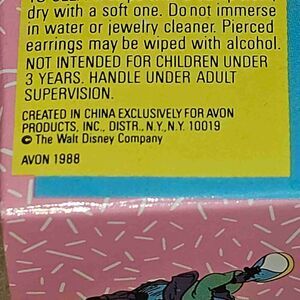 dry with a soft one. Do not immerse
in water or jewelry cleaner. Pierced
earrings may be wiped with alcohol.
NOT INTENDED FOR CHILDREN UNDER
3 YEARS. HANDLE UNDER ADULT
SUPERVISION.
CREATED IN CHINA EXCLUSIVELY FOR AVON
PRODUCTS, INC., DISTR., N.Y., N.Y. 10019
© The Walt Disney Company
AVON 1988